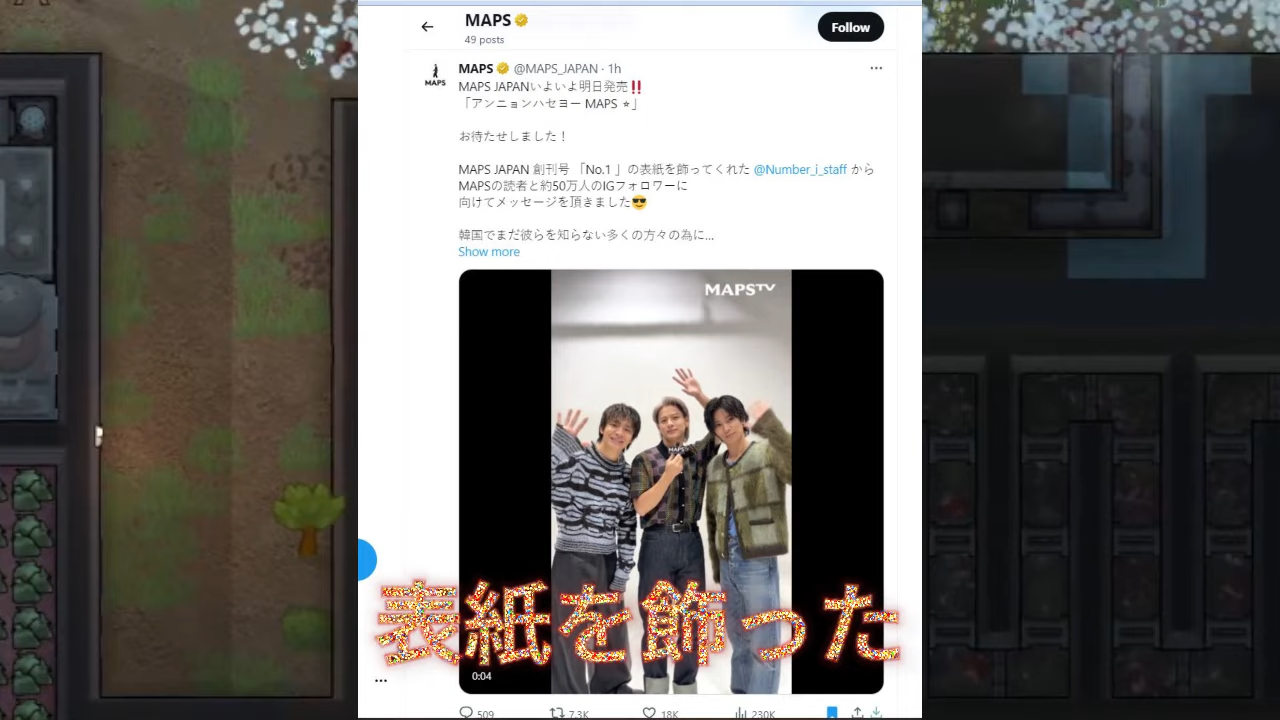 MAPS
49 posts
Follow
MAPS @MAPS_JAPAN · 1h
MAPS
MAPS JAPANいよいよ明日発売‼️
「アンニョンハセヨー MAPS ⭐」
お待たせしました！
MAPS JAPAN 創刊号 「No.1 」の表紙を飾ってくれた @Number_i_staff から
MAPSの読者と約50万人のIGフォロワーに
向けてメッセージを頂きました😎
韓国でまだ彼らを知らない多くの方々の為に...
Show more
MAPSTV
MAPS
表紙を飾った
0:04
509 7.3K 18K 230K